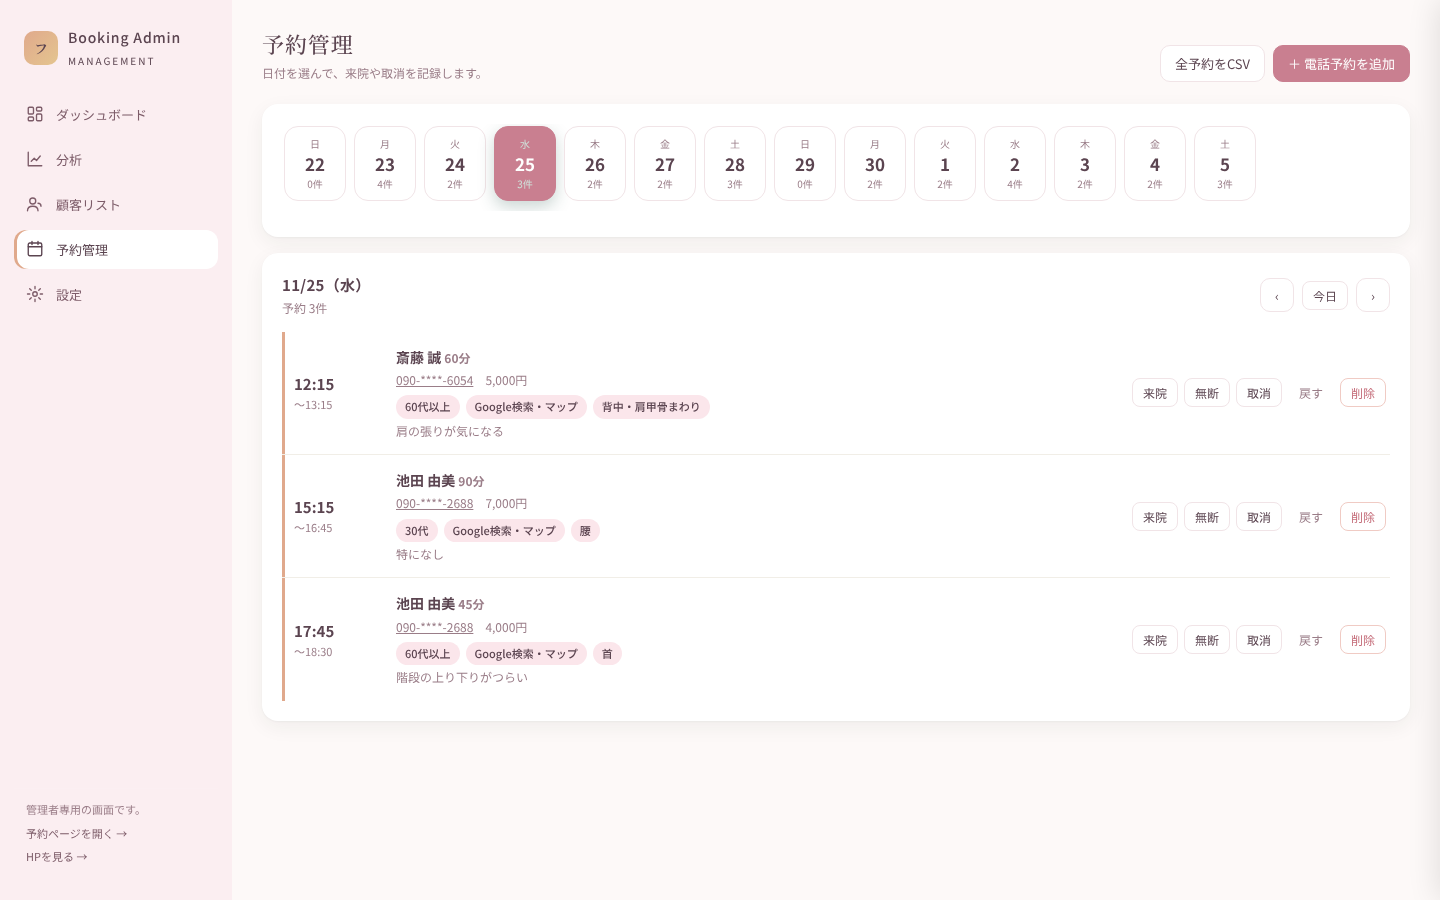 フ
Booking Admin
MANAGEMENT
ダッシュボード
分析
顧客リスト
予約管理
設定
管理者専用の画面です。
予約ページを開く →
HPを見る →
予約管理
日付を選んで、来院や取消を記録します。
全予約をCSV
＋ 電話予約を追加
日 22 0件
月 23 4件
火 24 2件
水 25 3件
木 26 2件
金 27 2件
土 28 3件
日 29 0件
月 30 2件
火 1 2件
水 2 4件
木 3 2件
金 4 2件
土 5 3件
11/25（水）
予約 3件
‹ 今日 ›
12:15
〜13:15
斎藤 誠 60分
090-****-6054 5,000円
60代以上 Google検索・マップ 背中・肩甲骨まわり
肩の張りが気になる
来院 無断 取消 戻す 削除
15:15
〜16:45
池田 由美 90分
090-****-2688 7,000円
30代 Google検索・マップ 腰
特になし
来院 無断 取消 戻す 削除
17:45
〜18:30
池田 由美 45分
090-****-2688 4,000円
60代以上 Google検索・マップ 首
階段の上り下りがつらい
来院 無断 取消 戻す 削除